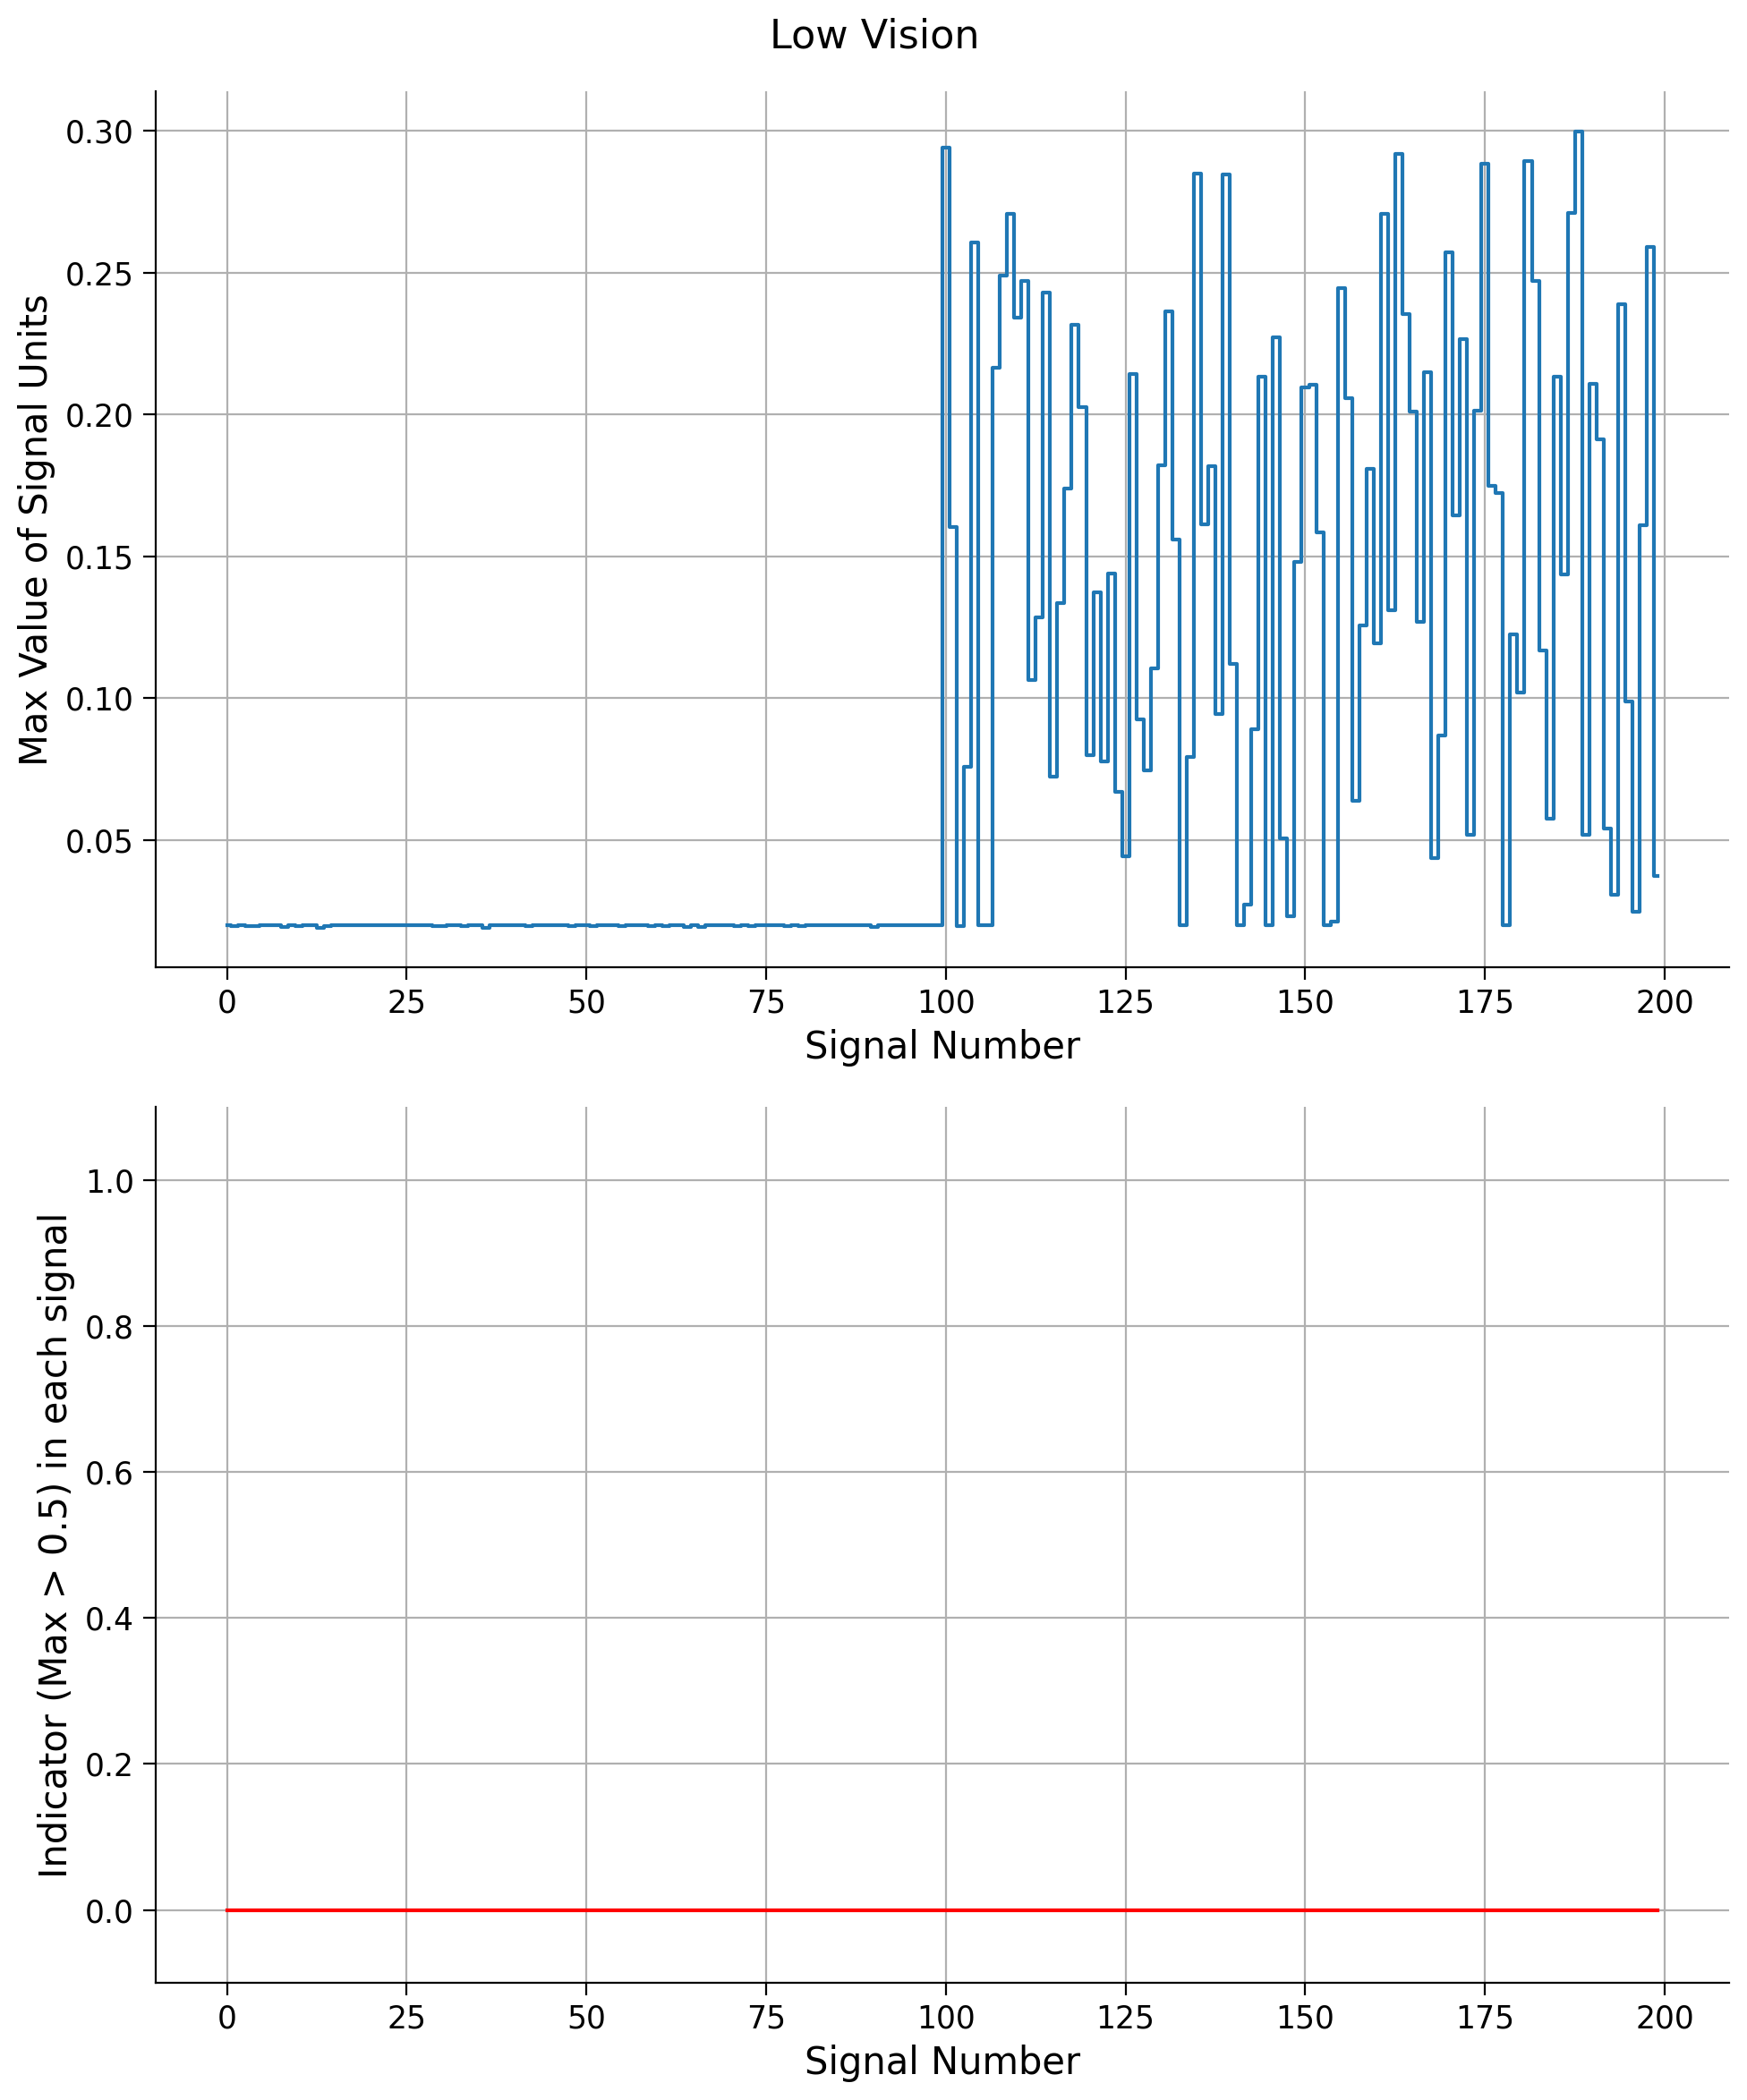 Low Vision
Max Value of Signal Units
0.30
0.25
0.20
0.15
0.10
0.05
0 25 50 75 100 125 150 175 200
Signal Number
Indicator (Max > 0.5) in each signal
1.0
0.8
0.6
0.4
0.2
0.0
0 25 50 75 100 125 150 175 200
Signal Number